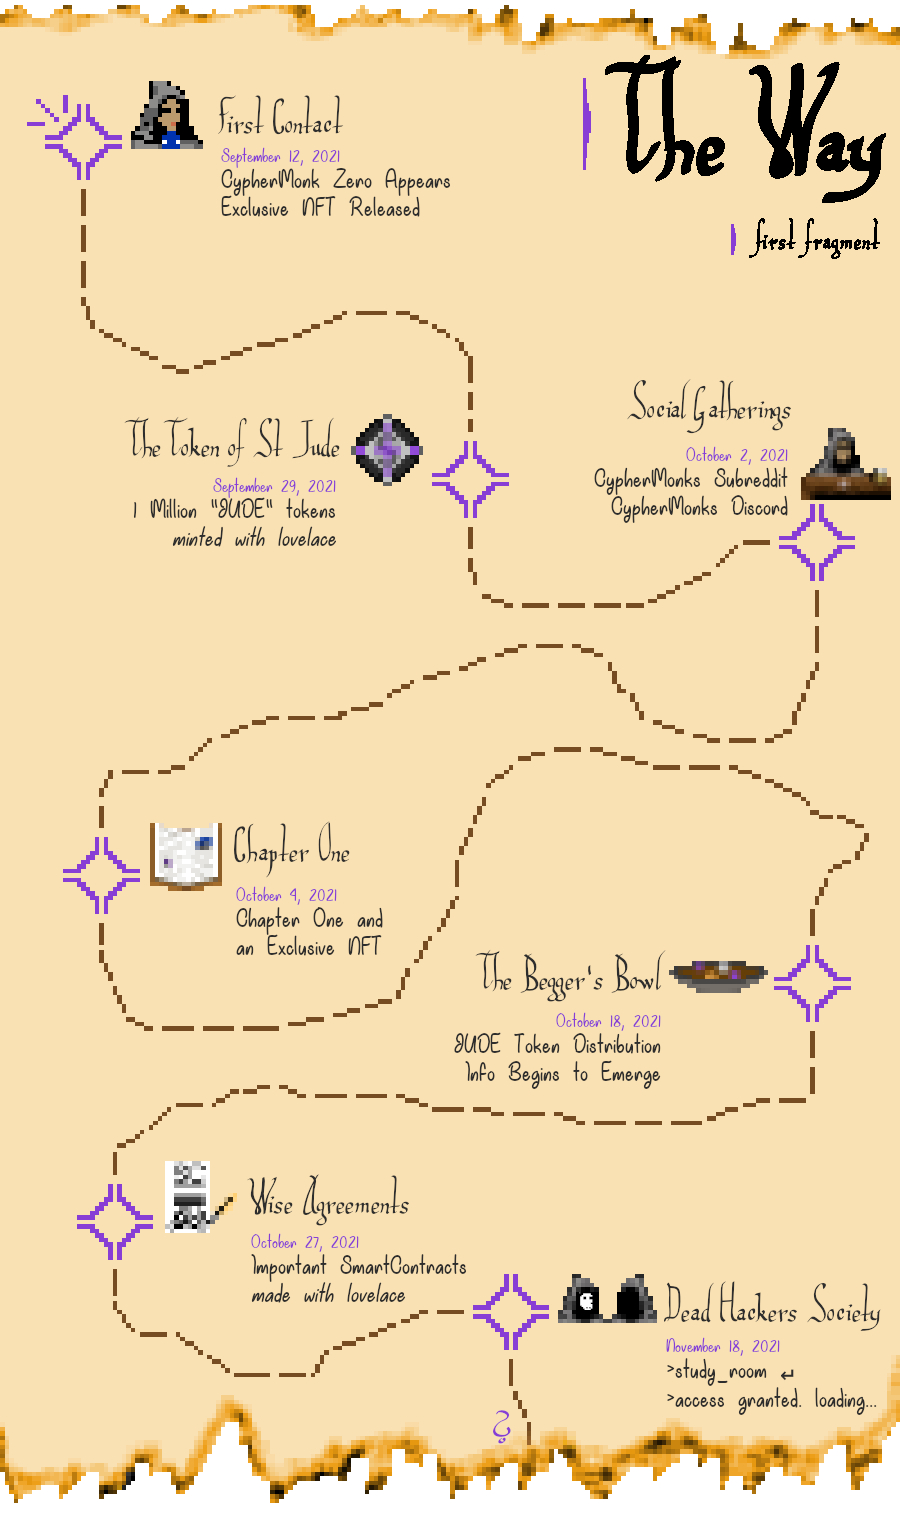 The Way
first fragment
First Contact
September 12, 2021
CypherMonk Zero Appears
Exclusive NFT Released
The Token of St Jude
September 29, 2021
1 Million "JUDE" tokens
minted with lovelace
Social Gatherings
October 2, 2021
CypherMonks Subreddit
CypherMonks Discord
Chapter One
October 4, 2021
Chapter One and
an Exclusive NFT
The Begger's Bowl
October 18, 2021
JUDE Token Distribution
Info Begins to Emerge
Wise Agreements
October 27, 2021
Important SmartContracts
made with lovelace
Dead Hackers Society
November 18, 2021
>study_room ↵
>access granted. loading...
?